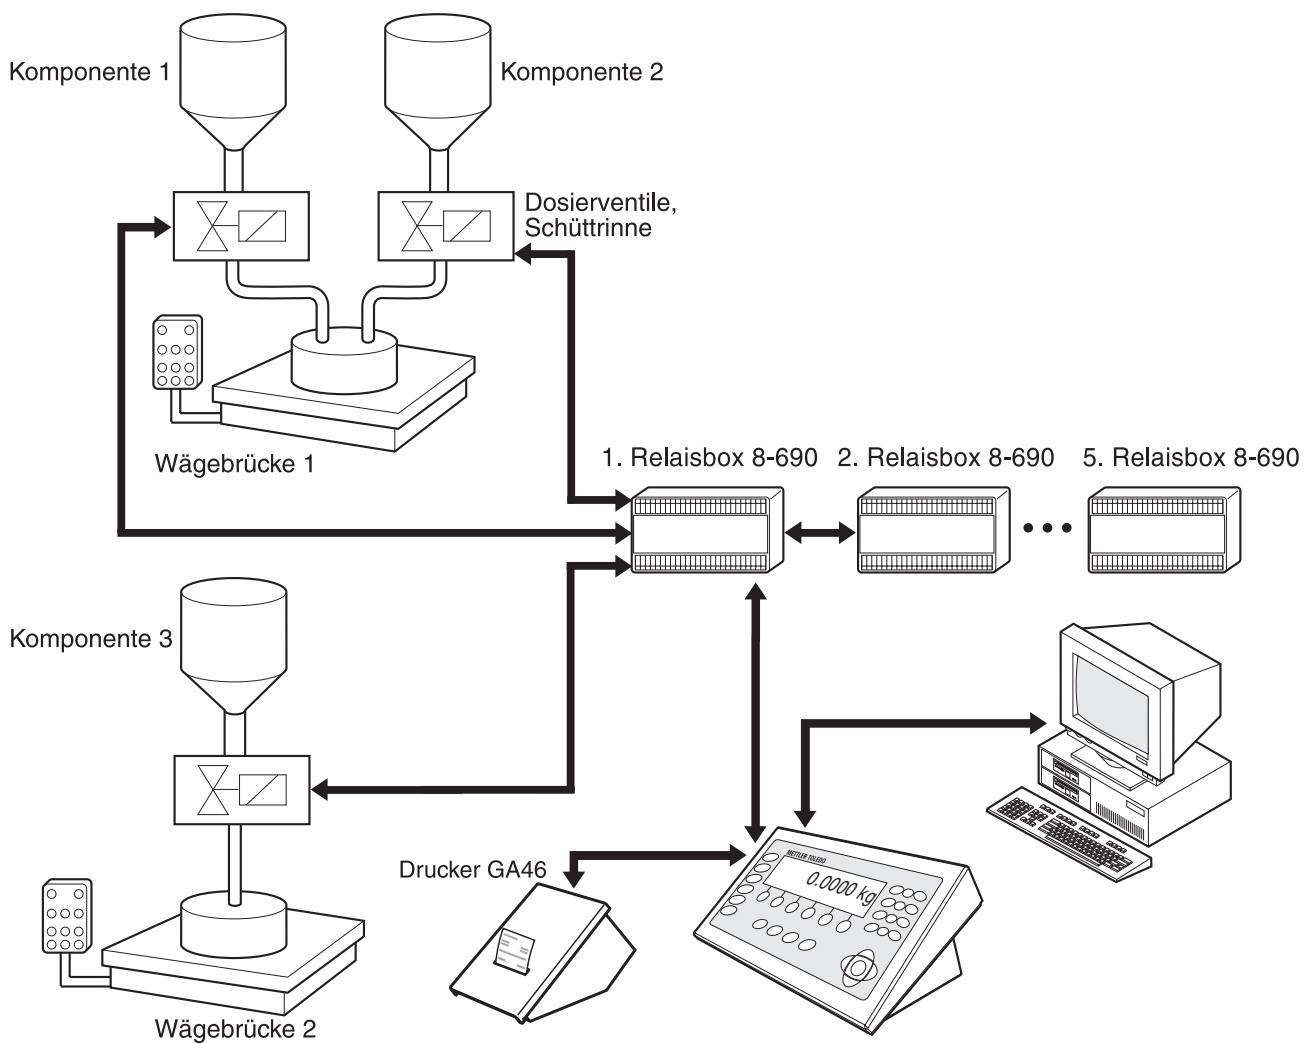 Komponente 1
Komponente 2
Dosierventile,
Schüttrinne
Wägebrücke 1
1. Relaisbox 8-690
2. Relaisbox 8-690
5. Relaisbox 8-690
Komponente 3
Drucker GA46
METTLER TOLEDO
0.0000 kg
Wägebrücke 2